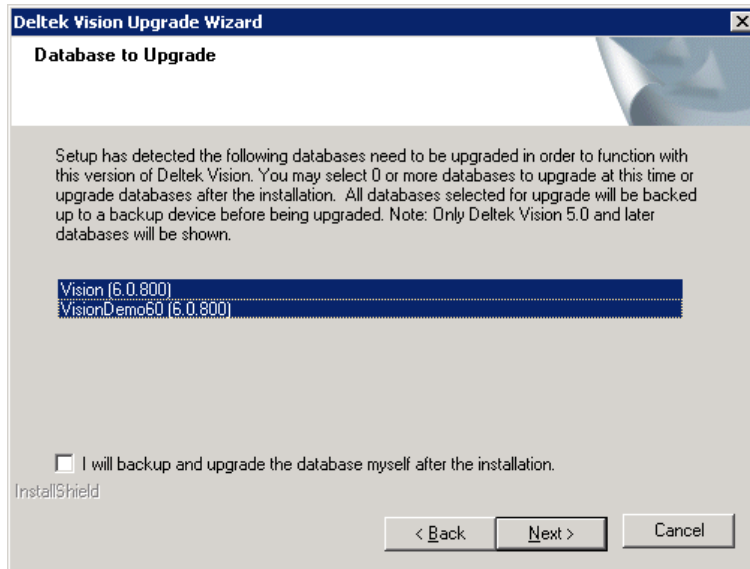 Deltek Vision Upgrade Wizard
Database to Upgrade
Setup has detected the following databases need to be upgraded in order to function with
this version of Deltek Vision. You may select 0 or more databases to upgrade at this time or
upgrade databases after the installation. All databases selected for upgrade will be backed
up to a backup device before being upgraded. Note: Only Deltek Vision 5.0 and later
databases will be shown.
Vision (6.0.800)
VisionDemo60 (6.0.800)
I will backup and upgrade the database myself after the installation.
InstallShield
< Back Next > Cancel